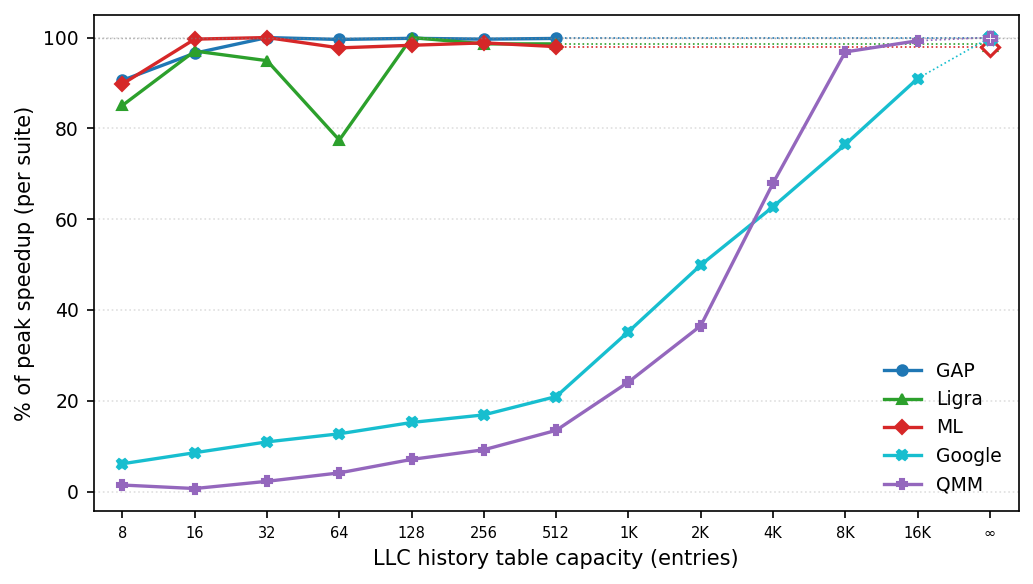 100
80
60
40
20
0
% of peak speedup (per suite)
GAP
Ligra
ML
Google
QMM
8 16 32 64 128 256 512 1K 2K 4K 8K 16K ∞
LLC history table capacity (entries)